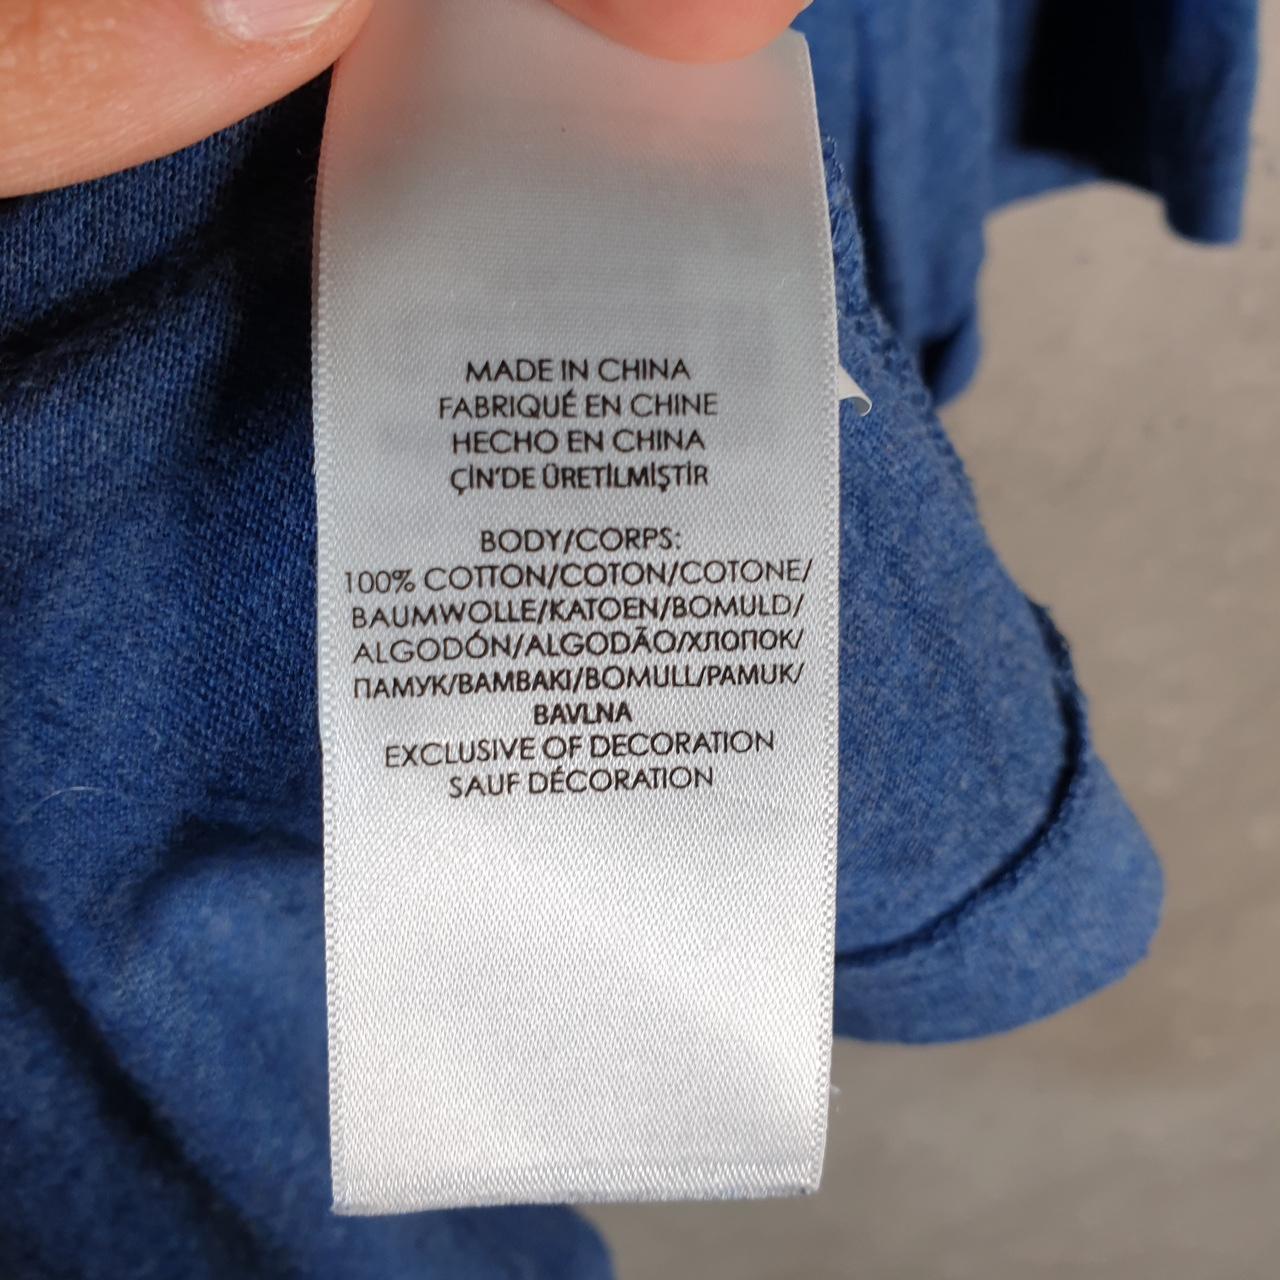 MADE IN CHINA
FABRIQUÉ EN CHINE
HECHO EN CHINA
ÇİN'DE ÜRETİLMİŞTİR
BODY/CORPS:
100% COTTON/COTON/COTONE/
BAUMWOLLE/KATOEN/BOMULD/
ALGODÓN/ALGODÃO/ХЛОПОК/
ПАМУК/BAMBAKI/BOMULL/PAMUK/
BAVLNA
EXCLUSIVE OF DECORATION
SAUF DÉCORATION